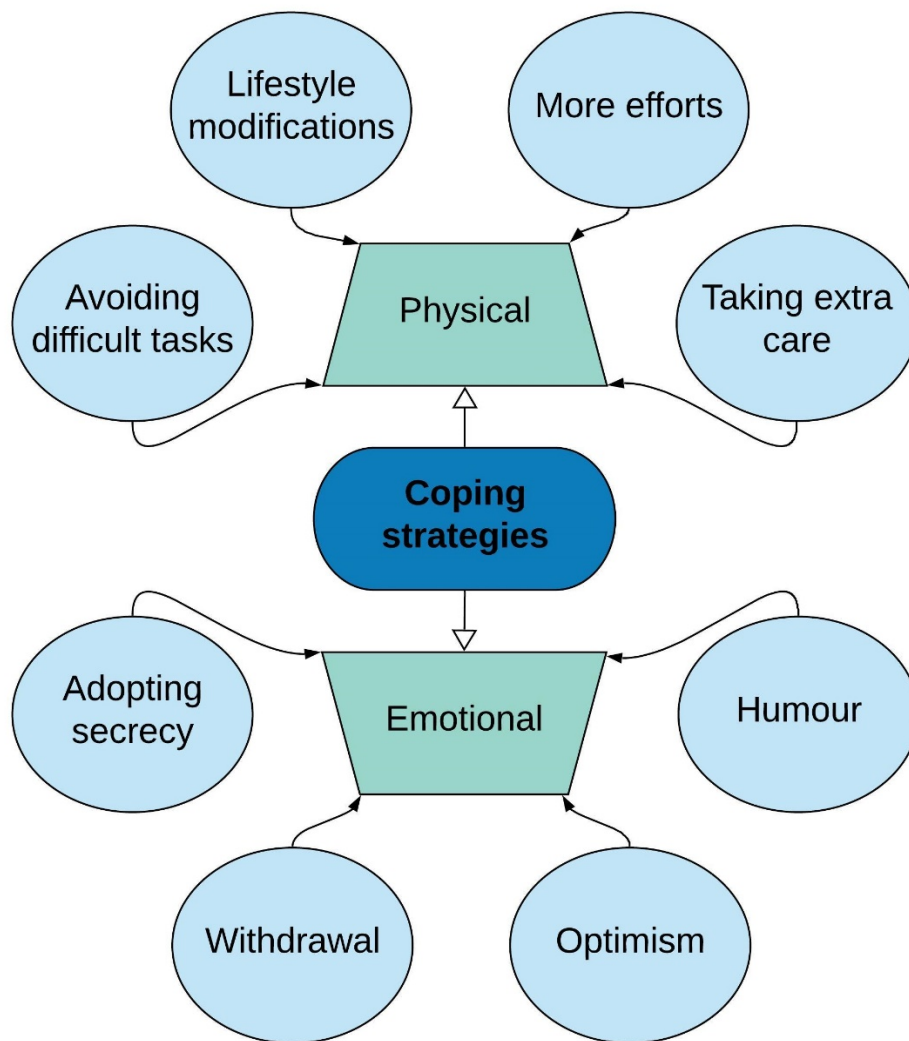 Lifestyle
modifications
More efforts
Avoiding
difficult tasks
Physical
Taking extra
care
Coping
strategies
Adopting
secrecy
Emotional
Humour
Withdrawal
Optimism